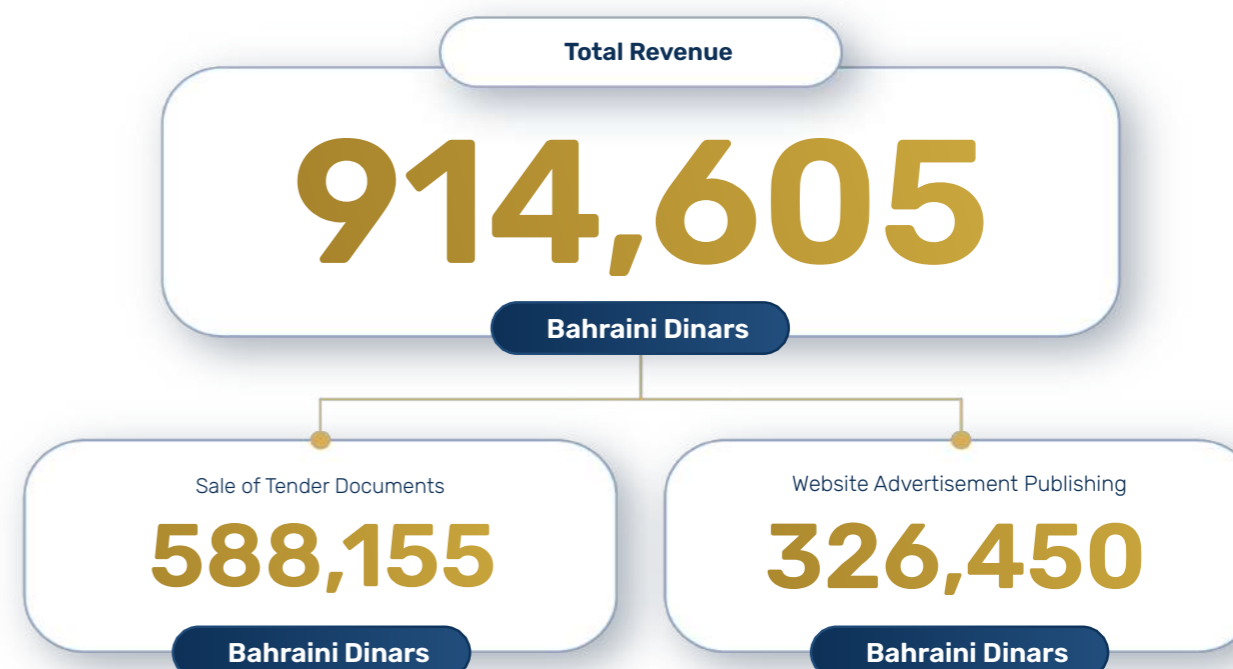 Total Revenue
914,605
Bahraini Dinars
Sale of Tender Documents
588,155
Bahraini Dinars
Website Advertisement Publishing
326,450
Bahraini Dinars